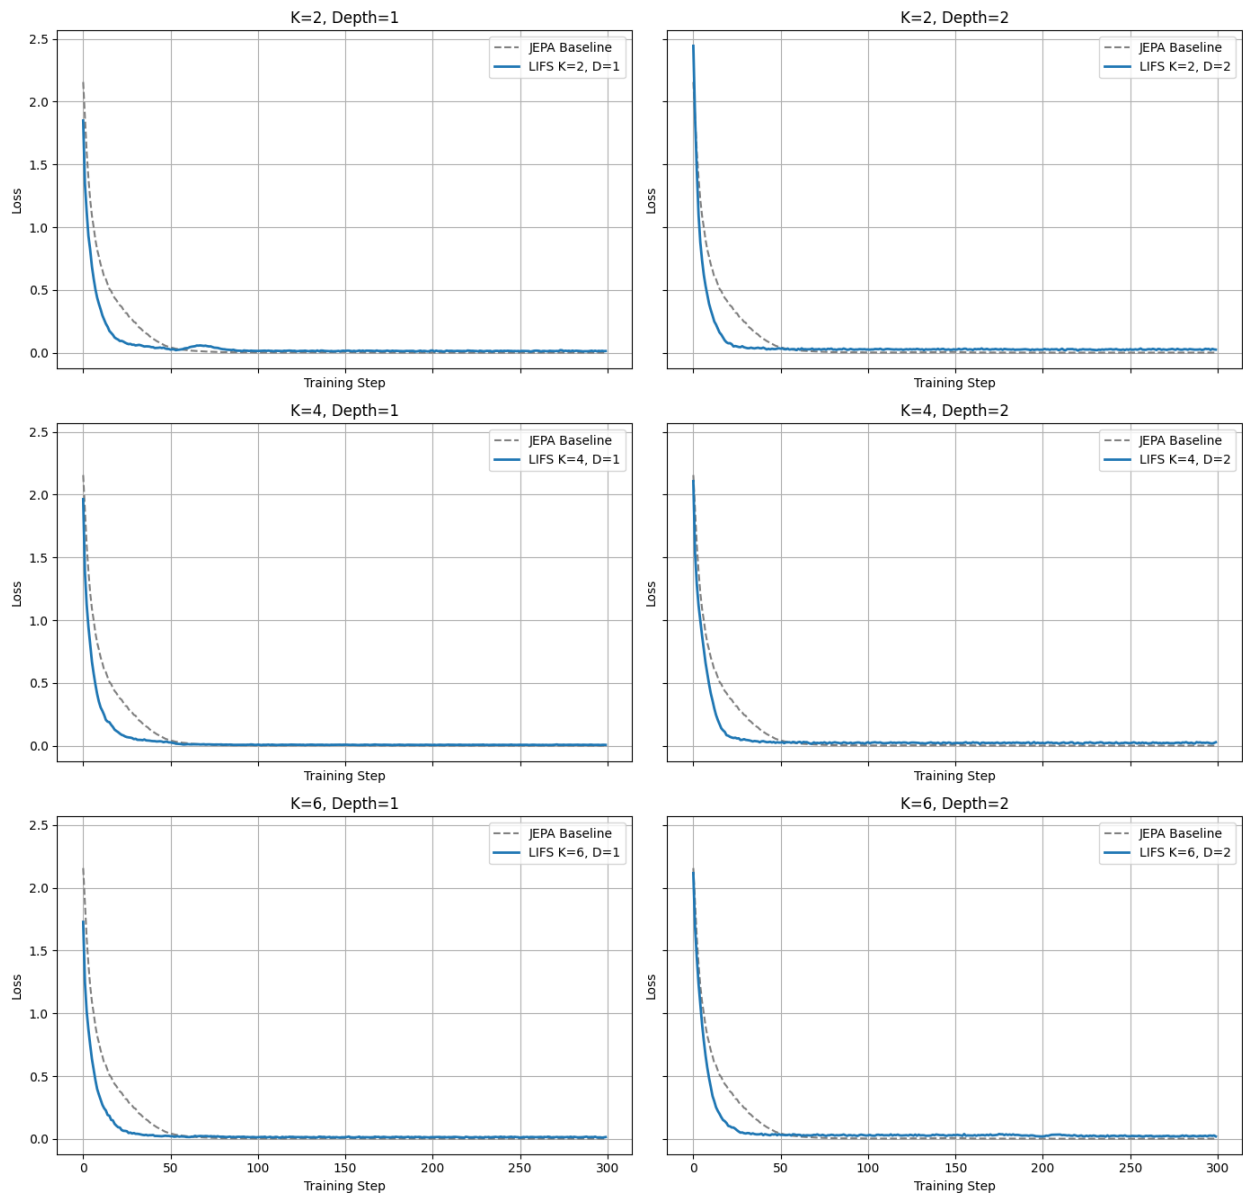 K=2, Depth=1
2.5
2.0
1.5
1.0
0.5
0.0
Loss
JEPA Baseline
LIFS K=2, D=1
Training Step
K=2, Depth=2
Loss
JEPA Baseline
LIFS K=2, D=2
Training Step
K=4, Depth=1
2.5
2.0
1.5
1.0
0.5
0.0
Loss
JEPA Baseline
LIFS K=4, D=1
Training Step
K=4, Depth=2
Loss
JEPA Baseline
LIFS K=4, D=2
Training Step
K=6, Depth=1
2.5
2.0
1.5
1.0
0.5
0.0
Loss
JEPA Baseline
LIFS K=6, D=1
0 50 100 150 200 250 300
Training Step
K=6, Depth=2
Loss
JEPA Baseline
LIFS K=6, D=2
0 50 100 150 200 250 300
Training Step